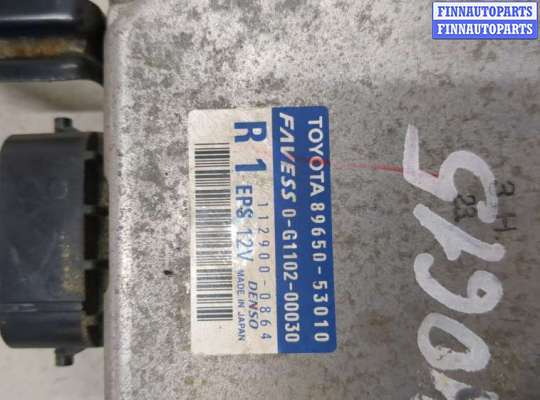 FINNAUTOPARTS
FINNAUTOPARTS
TOYOTA 89650-53010
FAVESS 0-G1102-00030
112900-0864
DENSO
R 1 EPS 12V MADE IN JAPAN